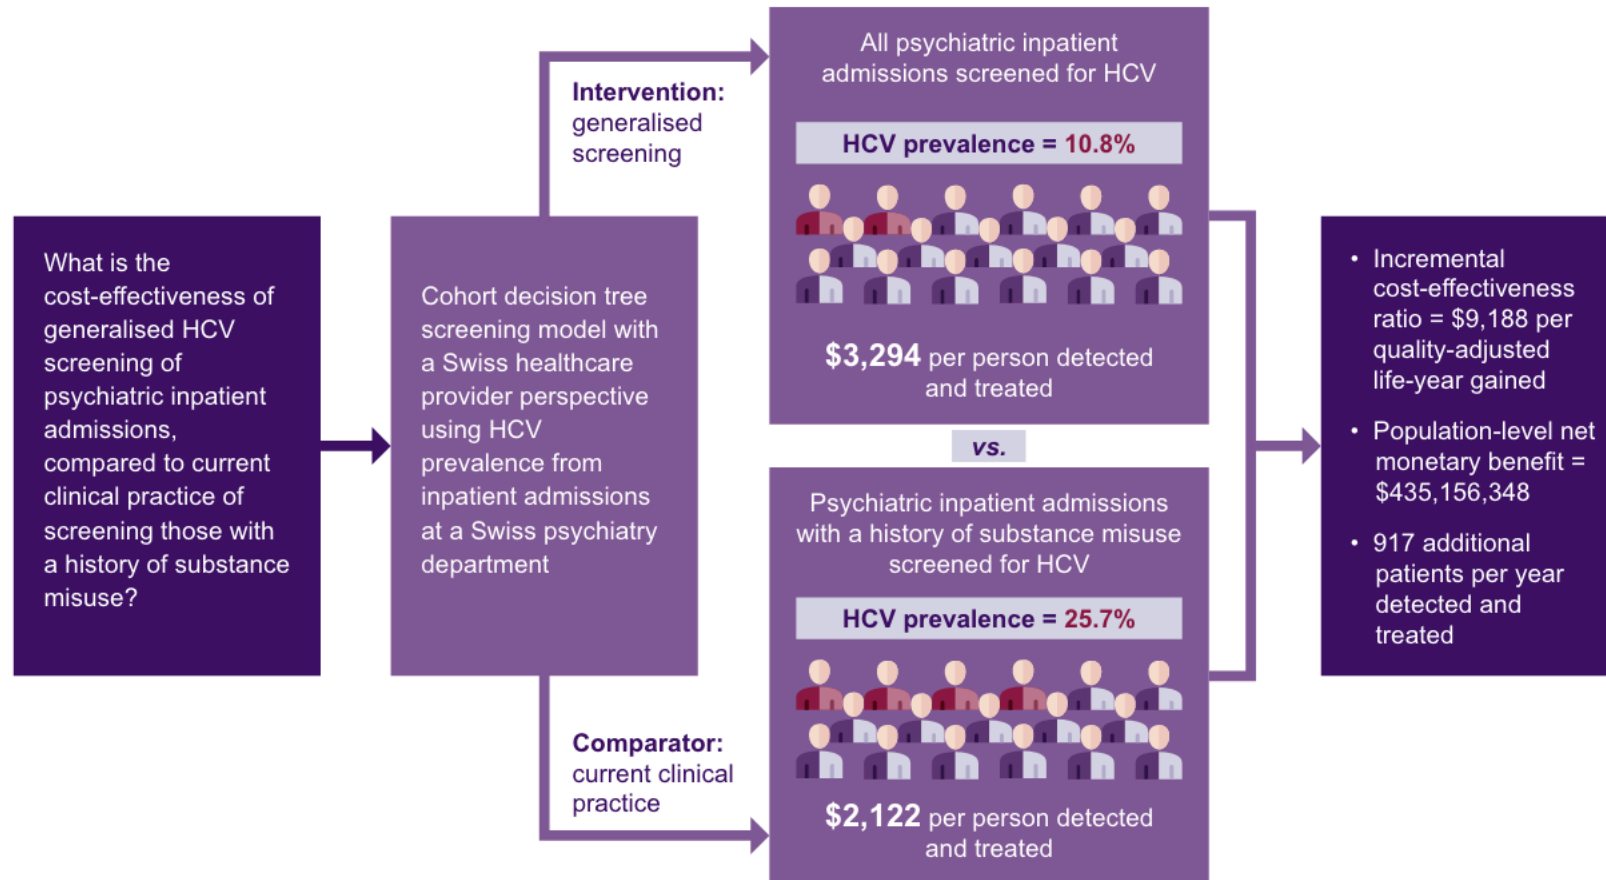 What is the
cost-effectiveness of
generalised HCV
screening of
psychiatric inpatient
admissions,
compared to current
clinical practice of
screening those with
a history of substance
misuse?
Cohort decision tree
screening model with
a Swiss healthcare
provider perspective
using HCV
prevalence from
inpatient admissions
at a Swiss psychiatry
department
Intervention:
generalised
screening
All psychiatric inpatient
admissions screened for HCV
HCV prevalence = 10.8%
$3,294 per person detected
and treated
vs.
Comparator:
current clinical
practice
Psychiatric inpatient admissions
with a history of substance misuse
screened for HCV
HCV prevalence = 25.7%
$2,122 per person detected
and treated
• Incremental
cost-effectiveness
ratio = $9,188 per
quality-adjusted
life-year gained
• Population-level net
monetary benefit =
$435,156,348
• 917 additional
patients per year
detected and
treated